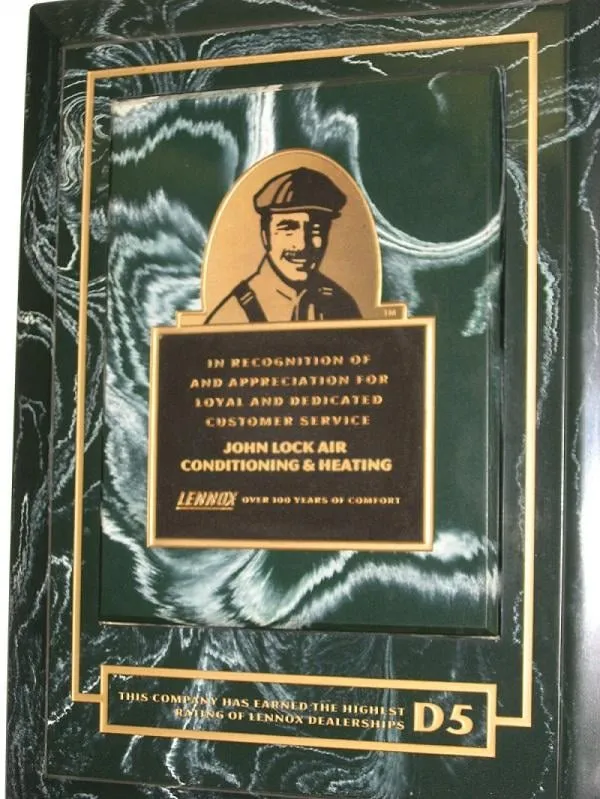 TM
IN RECOGNITION OF
AND APPRECIATION FOR
LOYAL AND DEDICATED
CUSTOMER SERVICE
JOHN LOCK AIR
CONDITIONING & HEATING
LENNOX OVER 100 YEARS OF COMFORT
THIS COMPANY HAS EARNED THE HIGHEST
RATING OF LENNOX DEALERSHIPS D5